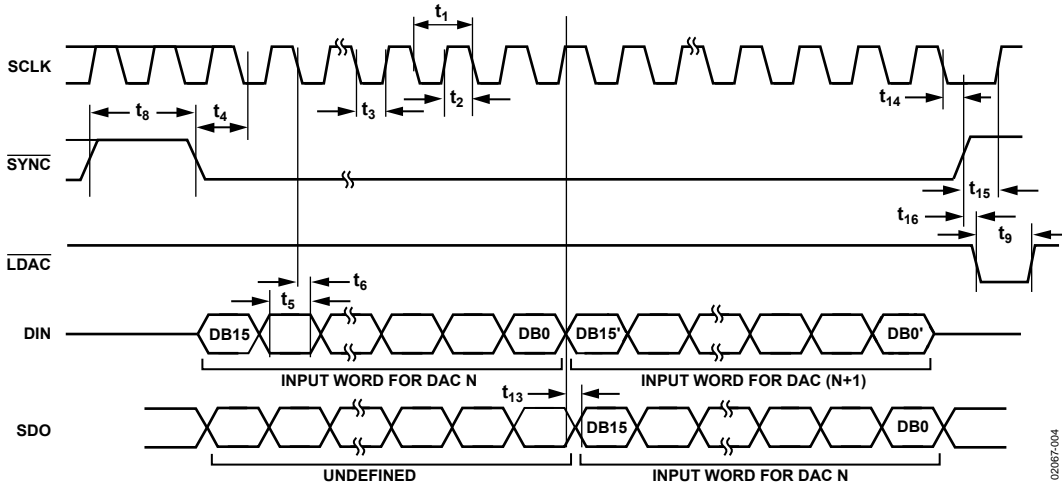 t1
SCLK
t8
t4
t3
t2
t14
SYNC
t15
t16
t9
LDAC
t5
t6
DIN
DB15
DB0
DB15'
DB0'
INPUT WORD FOR DAC N
INPUT WORD FOR DAC (N+1)
t13
SDO
DB15
DB0
UNDEFINED
INPUT WORD FOR DAC N
02067-004